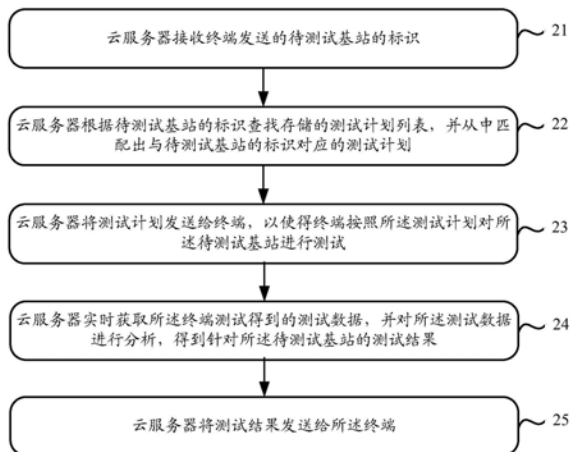 云服务器接收终端发送的待测试基站的标识
21
云服务器根据待测试基站的标识查找存储的测试计划列表，并从中匹
配出与待测试基站的标识对应的测试计划
22
云服务器将测试计划发送给终端，以使得终端按照所述测试计划对所
述待测试基站进行测试
23
云服务器实时获取所述终端测试得到的测试数据，并对所述测试数据
进行分析，得到针对所述待测试基站的测试结果
24
云服务器将测试结果发送给所述终端
25